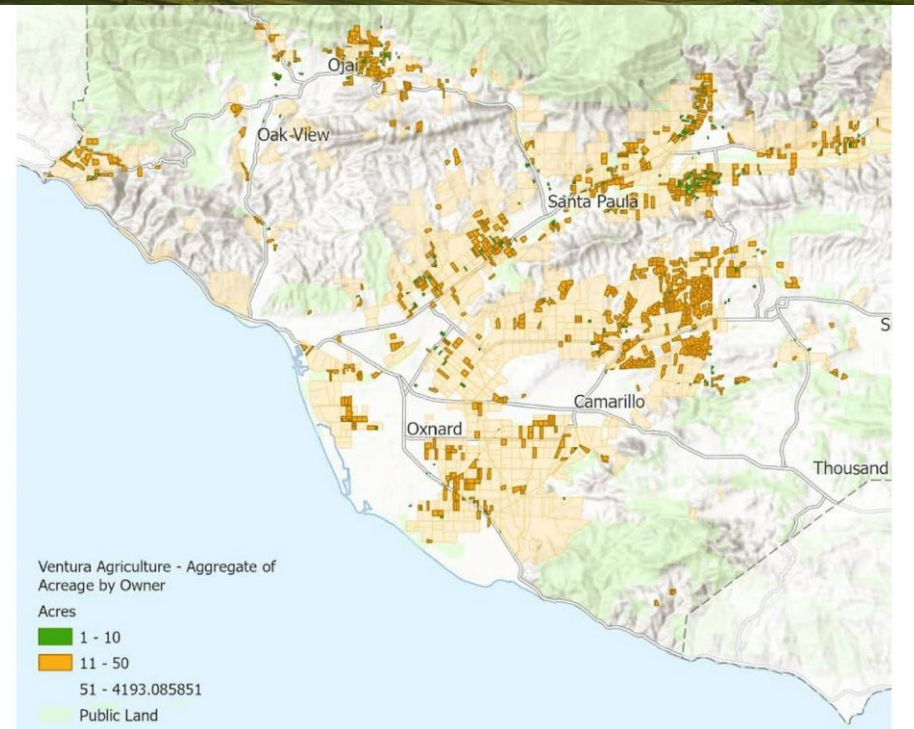 Ojai
Oak View
Santa Paula
S
Camarillo
Oxnard
Thousand
Ventura Agriculture - Aggregate of
Acreage by Owner
Acres
1 - 10
11 - 50
51 - 4193.085851
Public Land